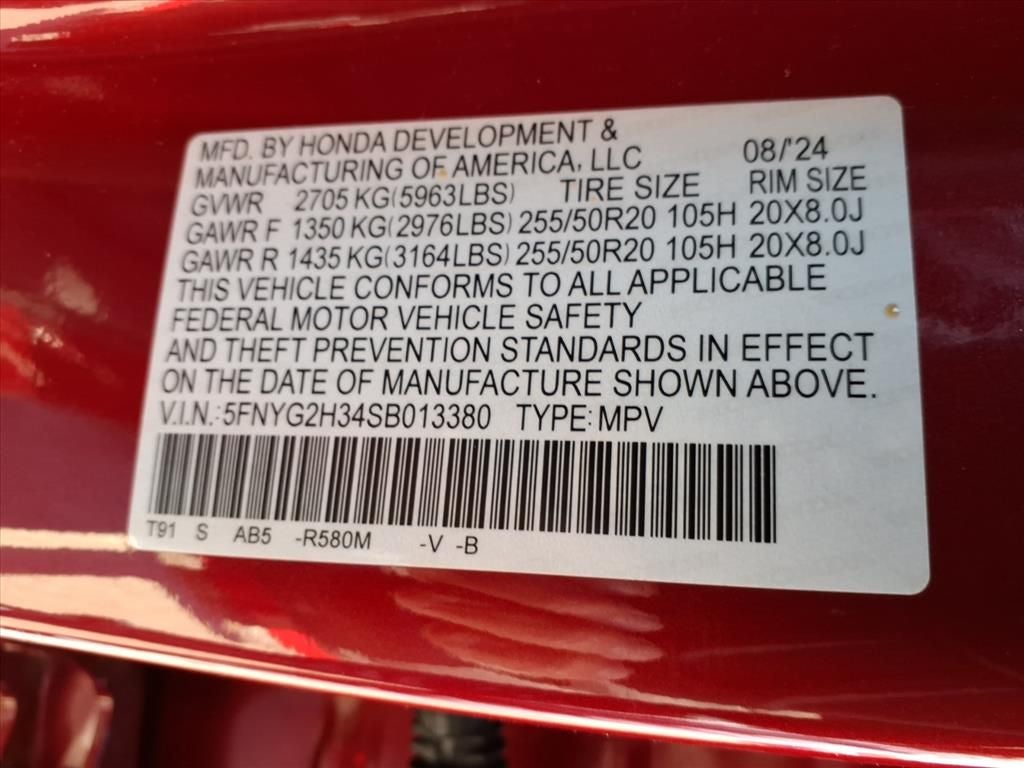 MFD. BY HONDA DEVELOPMENT &
MANUFACTURING OF AMERICA, LLC 08/'24
GVWR 2705 KG(5963LBS) TIRE SIZE RIM SIZE
GAWR F 1350 KG(2976LBS) 255/50R20 105H 20X8.0J
GAWR R 1435 KG(3164LBS) 255/50R20 105H 20X8.0J
THIS VEHICLE CONFORMS TO ALL APPLICABLE
FEDERAL MOTOR VEHICLE SAFETY
AND THEFT PREVENTION STANDARDS IN EFFECT
ON THE DATE OF MANUFACTURE SHOWN ABOVE.
V.I.N.: 5FNYG2H34SB013380 TYPE: MPV
T91 S AB5 -R580M -V -B